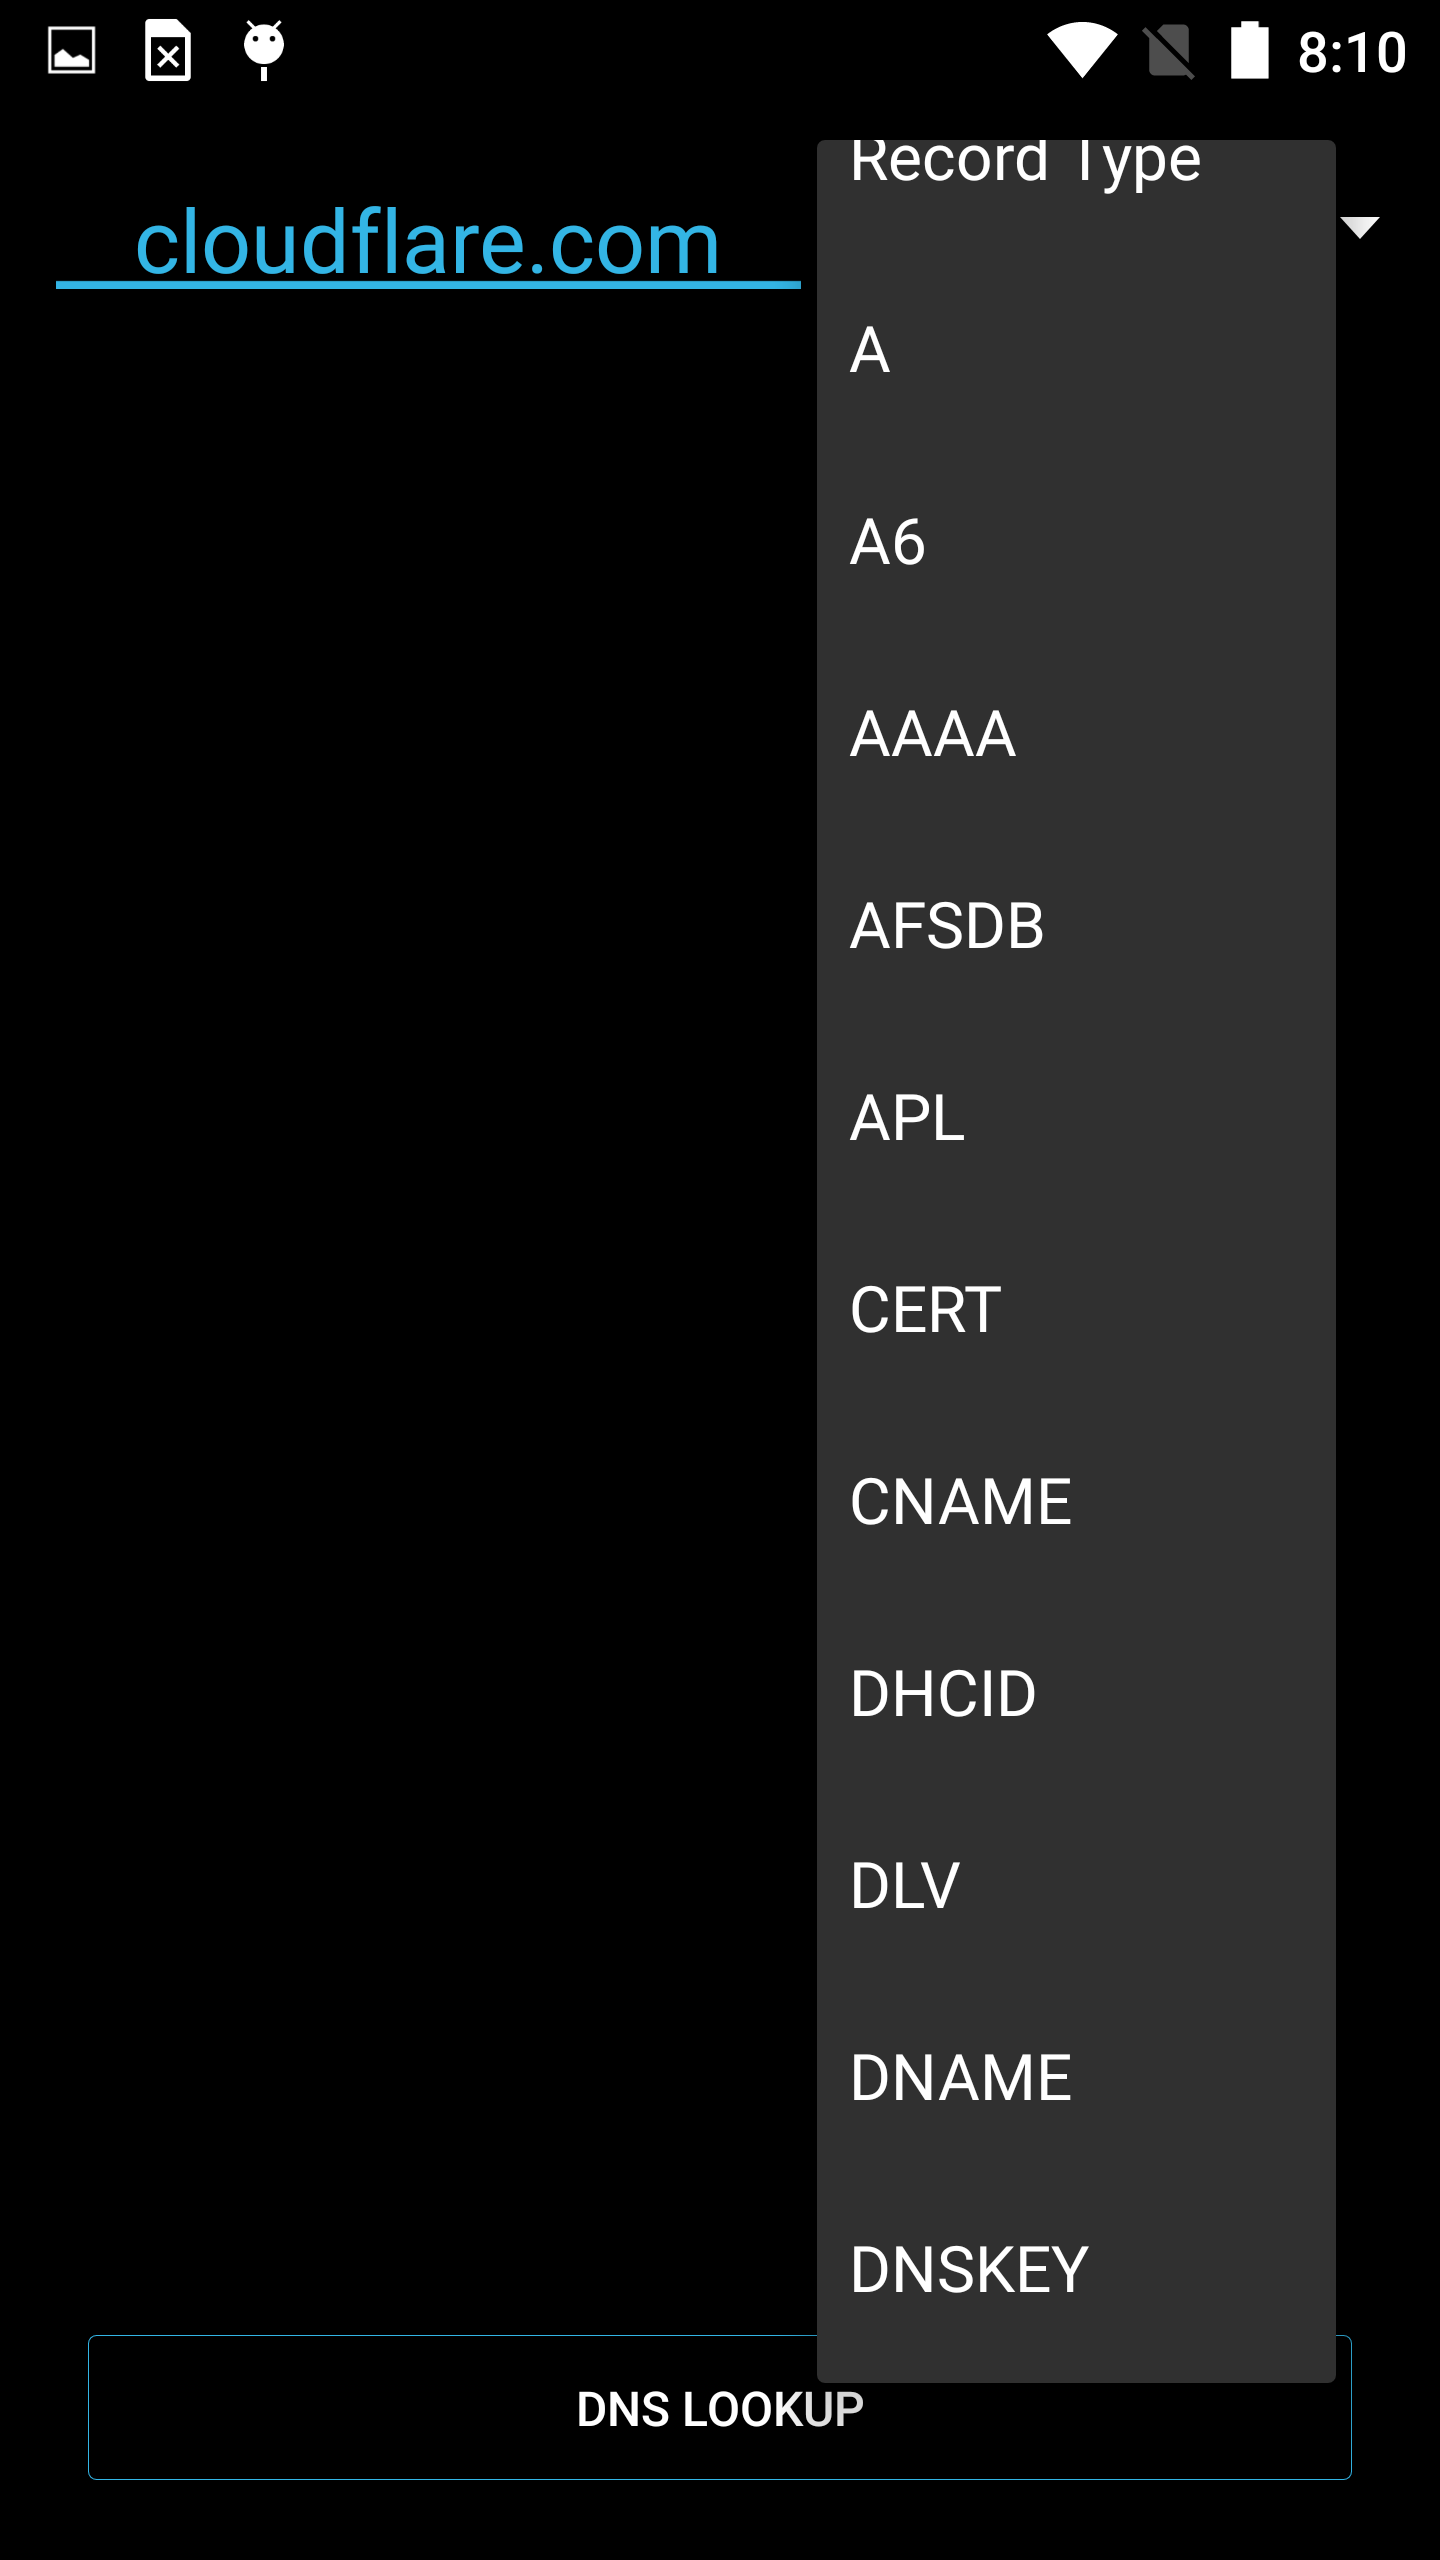 8:10
cloudflare.com
Record Type
A
A6
AAAA
AFSDB
APL
CERT
CNAME
DHCID
DLV
DNAME
DNSKEY
DNS LOOKUP